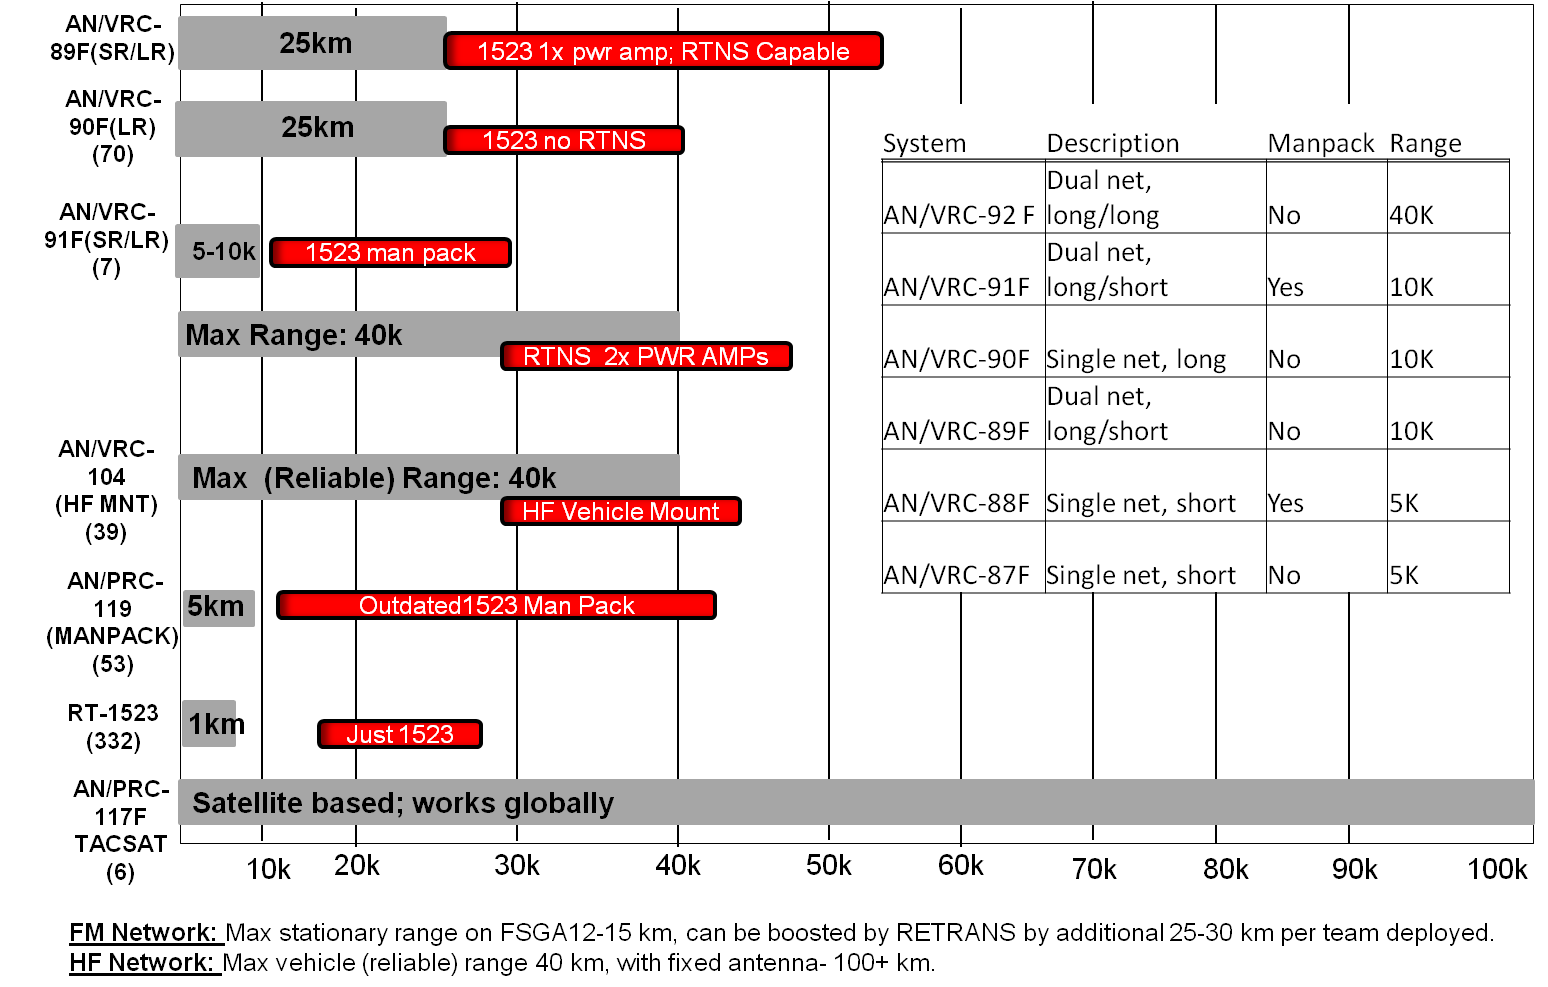 AN/VRC-
89F(SR/LR)
25km
1523 1x pwr amp; RTNS Capable
AN/VRC-
90F(LR)
(70)
25km
1523 no RTNS
AN/VRC-
91F(SR/LR)
(7)
5-10k
1523 man pack
Max Range: 40k
RTNS 2x PWR AMPs
AN/VRC-
104
(HF MNT)
(39)
Max (Reliable) Range: 40k
HF Vehicle Mount
AN/PRC-
119
(MANPACK)
(53)
5km
Outdated1523 Man Pack
RT-1523
(332)
1km
Just 1523
AN/PRC-
117F
TACSAT
(6)
Satellite based; works globally
10k 20k 30k 40k 50k 60k 70k 80k 90k 100k
System Description Manpack Range
Dual net,
AN/VRC-92 F long/long No 40K
Dual net,
AN/VRC-91F long/short Yes 10K
AN/VRC-90F Single net, long No 10K
Dual net,
AN/VRC-89F long/short No 10K
AN/VRC-88F Single net, short Yes 5K
AN/VRC-87F Single net, short No 5K
FM Network: Max stationary range on FSGA12-15 km, can be boosted by RETRANS by additional 25-30 km per team deployed.
HF Network: Max vehicle (reliable) range 40 km, with fixed antenna- 100+ km.